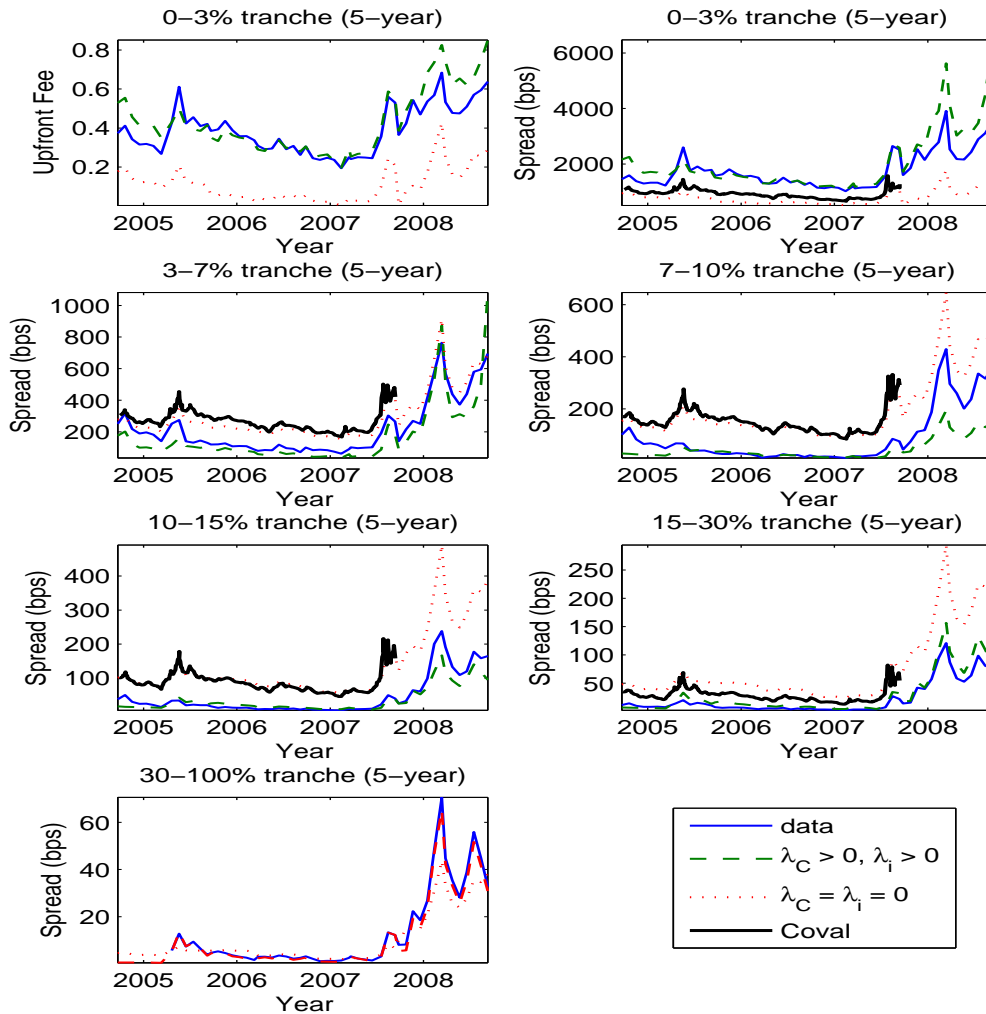 0−3% tranche (5−year)
0.8
0.6
0.4
0.2
Upfront Fee
2005 2006 2007 2008
Year
0−3% tranche (5−year)
6000
4000
2000
Spread (bps)
2005 2006 2007 2008
Year
3−7% tranche (5−year)
1000
800
600
400
200
Spread (bps)
2005 2006 2007 2008
Year
7−10% tranche (5−year)
600
400
200
Spread (bps)
2005 2006 2007 2008
Year
10−15% tranche (5−year)
400
300
200
100
Spread (bps)
2005 2006 2007 2008
Year
15−30% tranche (5−year)
250
200
150
100
50
Spread (bps)
2005 2006 2007 2008
Year
30−100% tranche (5−year)
60
40
20
Spread (bps)
2005 2006 2007 2008
Year
data
λ_C > 0, λ_i > 0
λ_C = λ_i = 0
Coval